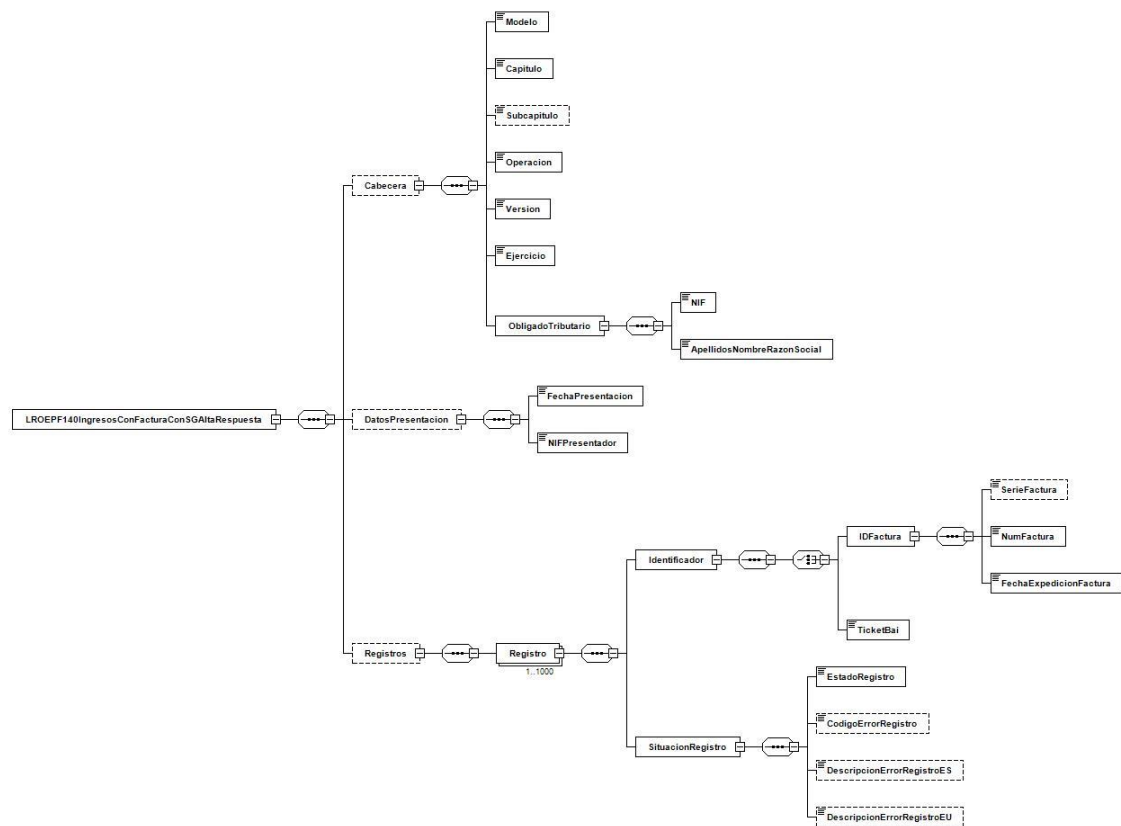 Modelo
Capitulo
Subcapitulo
Operacion
Cabecera
Version
Ejercicio
NIF
ObligadoTributario
ApellidosNombreRazonSocial
FechaPresentacion
LROEPF140IngresosConFacturaConSGAltaRespuesta
DatosPresentacion
NIFPresentador
SerieFactura
IDFactura
NumFactura
Identificador
FechaExpedicionFactura
TicketBai
Registros
Registro
1..1000
EstadoRegistro
CodigoErrorRegistro
SituacionRegistro
DescripcionErrorRegistroES
DescripcionErrorRegistroEU